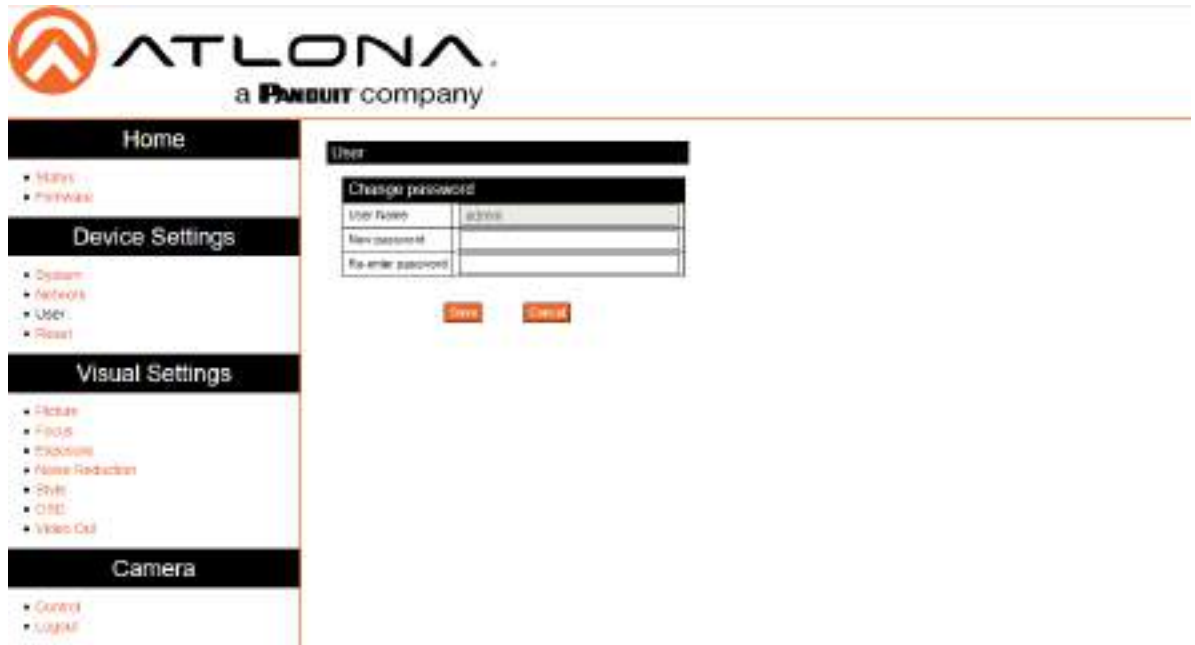 ATLONA.
a PANDUIT company
Home
Status
Firmware
Device Settings
System
Network
User
Reset
Visual Settings
Picture
Focus
Exposure
Noise Reduction
Style
OSD
Video Out
Camera
Control
Logout
User
Change password
User Name admin
New password
Re-enter password
Save Cancel